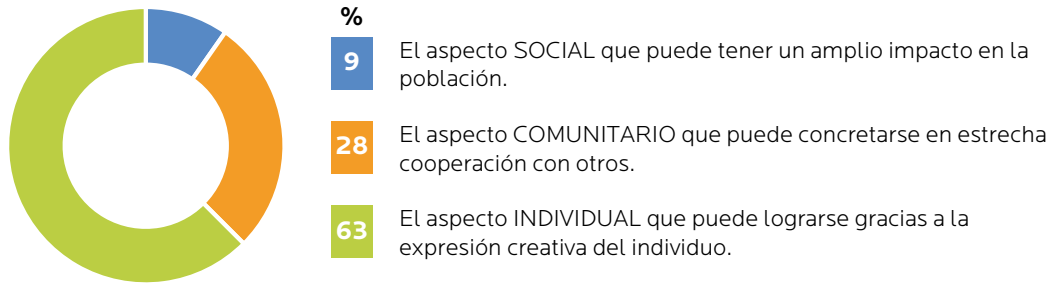 %
9
El aspecto SOCIAL que puede tener un amplio impacto en la
población.
28
El aspecto COMUNITARIO que puede concretarse en estrecha
cooperación con otros.
63
El aspecto INDIVIDUAL que puede lograrse gracias a la
expresión creativa del individuo.